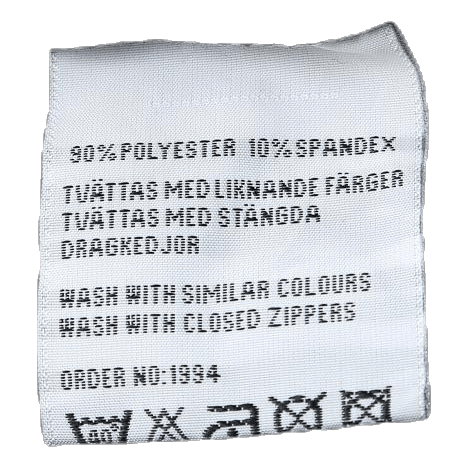 90% POLYESTER 10% SPANDEX
TVÄTTAS MED LIKNANDE FÄRGER
TVÄTTAS MED STÄNGDA
DRAGKEDJOR
WASH WITH SIMILAR COLOURS
WASH WITH CLOSED ZIPPERS
ORDER NO:1994
40°